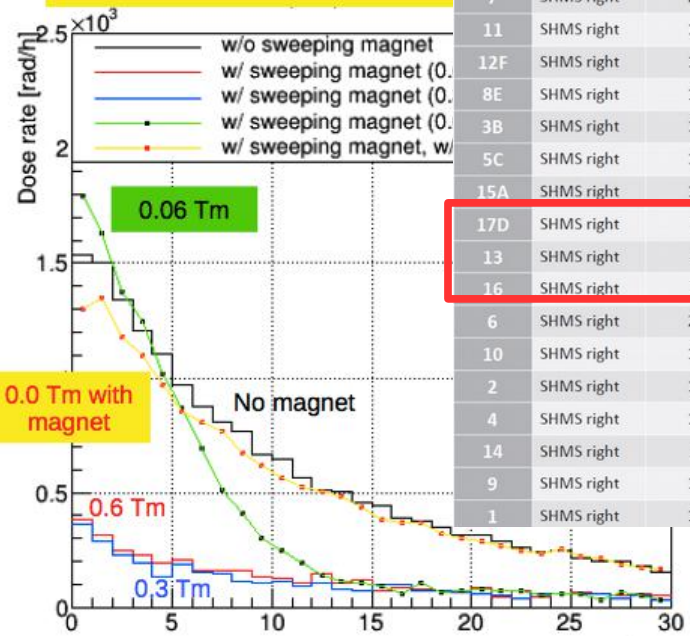 ×10³
2.5
w/o sweeping magnet
w/ sweeping magnet (0.
w/ sweeping magnet (0.
w/ sweeping magnet (0.
w/ sweeping magnet, w/
Dose rate [rad/h]
2
0.06 Tm
1.5
0.0 Tm with
magnet
No magnet
0.5
0.6 Tm
0.3 Tm
0
0 5 10 15 20 25 30
SHMS right
11 SHMS right
12F SHMS right
8E SHMS right
3B SHMS right
5C SHMS right
15A SHMS right
17D SHMS right
13 SHMS right
16 SHMS right
6 SHMS right
10 SHMS right
2 SHMS right
4 SHMS right
14 SHMS right
9 SHMS right
1 SHMS right